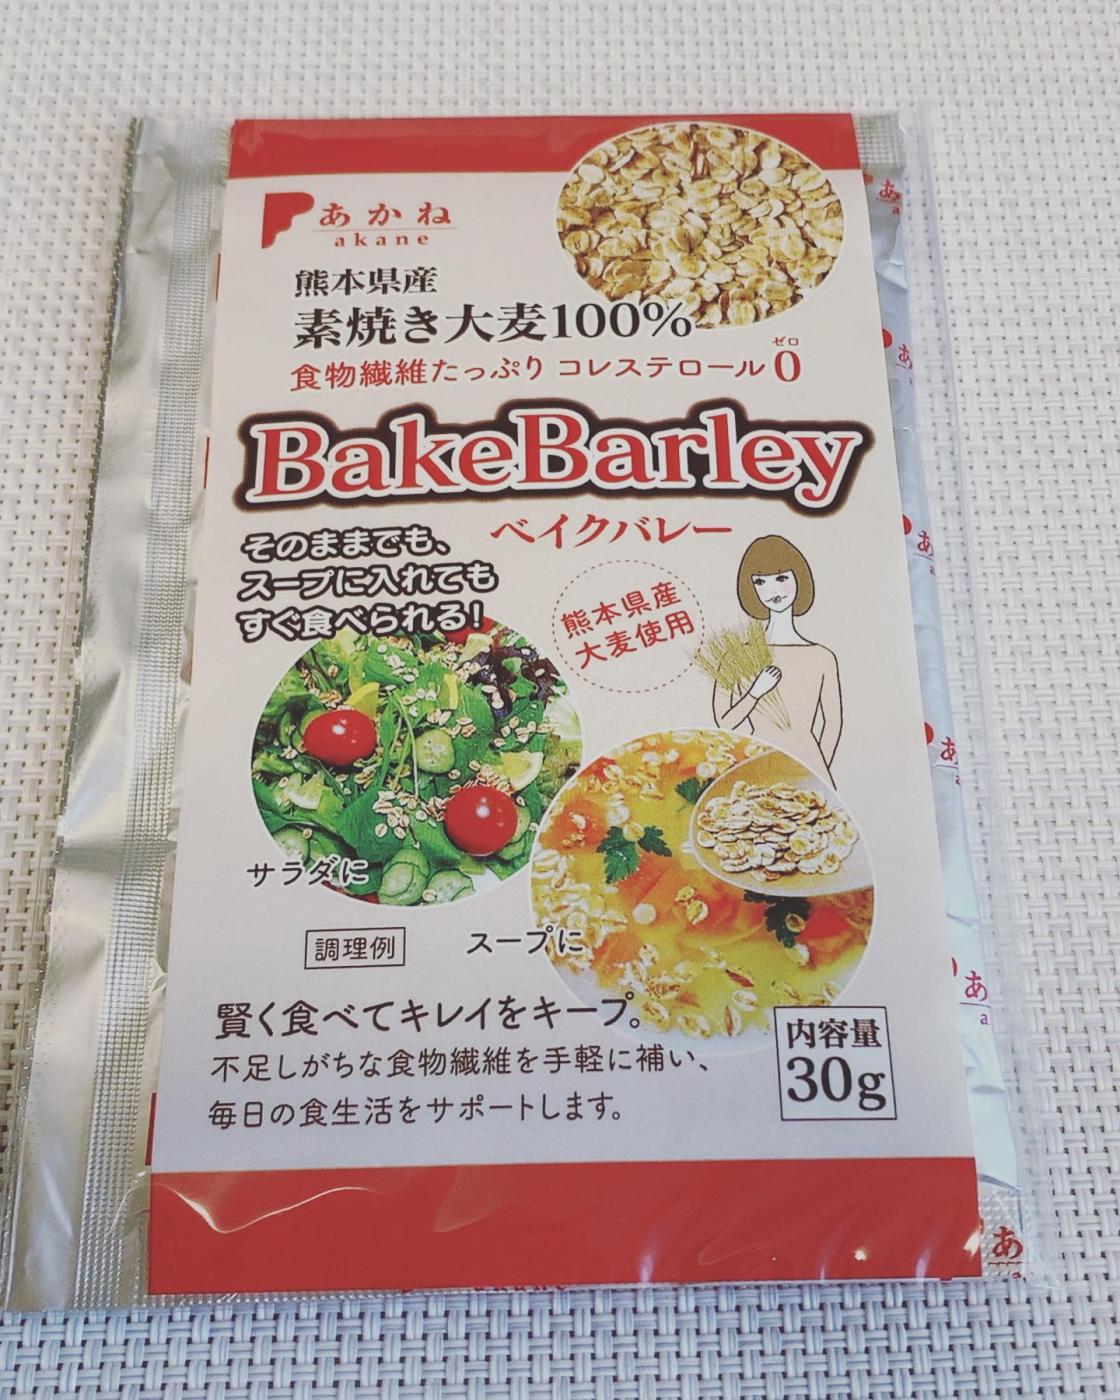 あかね
akane
熊本県産
素焼き大麦100%
食物繊維たっぷり コレステロール0
ゼロ
BakeBarley
ベイクバレー
そのままでも、
スープに入れても
すぐ食べられる!
熊本県産
大麦使用
サラダに
スープに
調理例
賢く食べてキレイをキープ。
不足しがちな食物繊維を手軽に補い、
毎日の食生活をサポートします。
内容量
30g
あ
あ
あ
あ
あ
a
あ